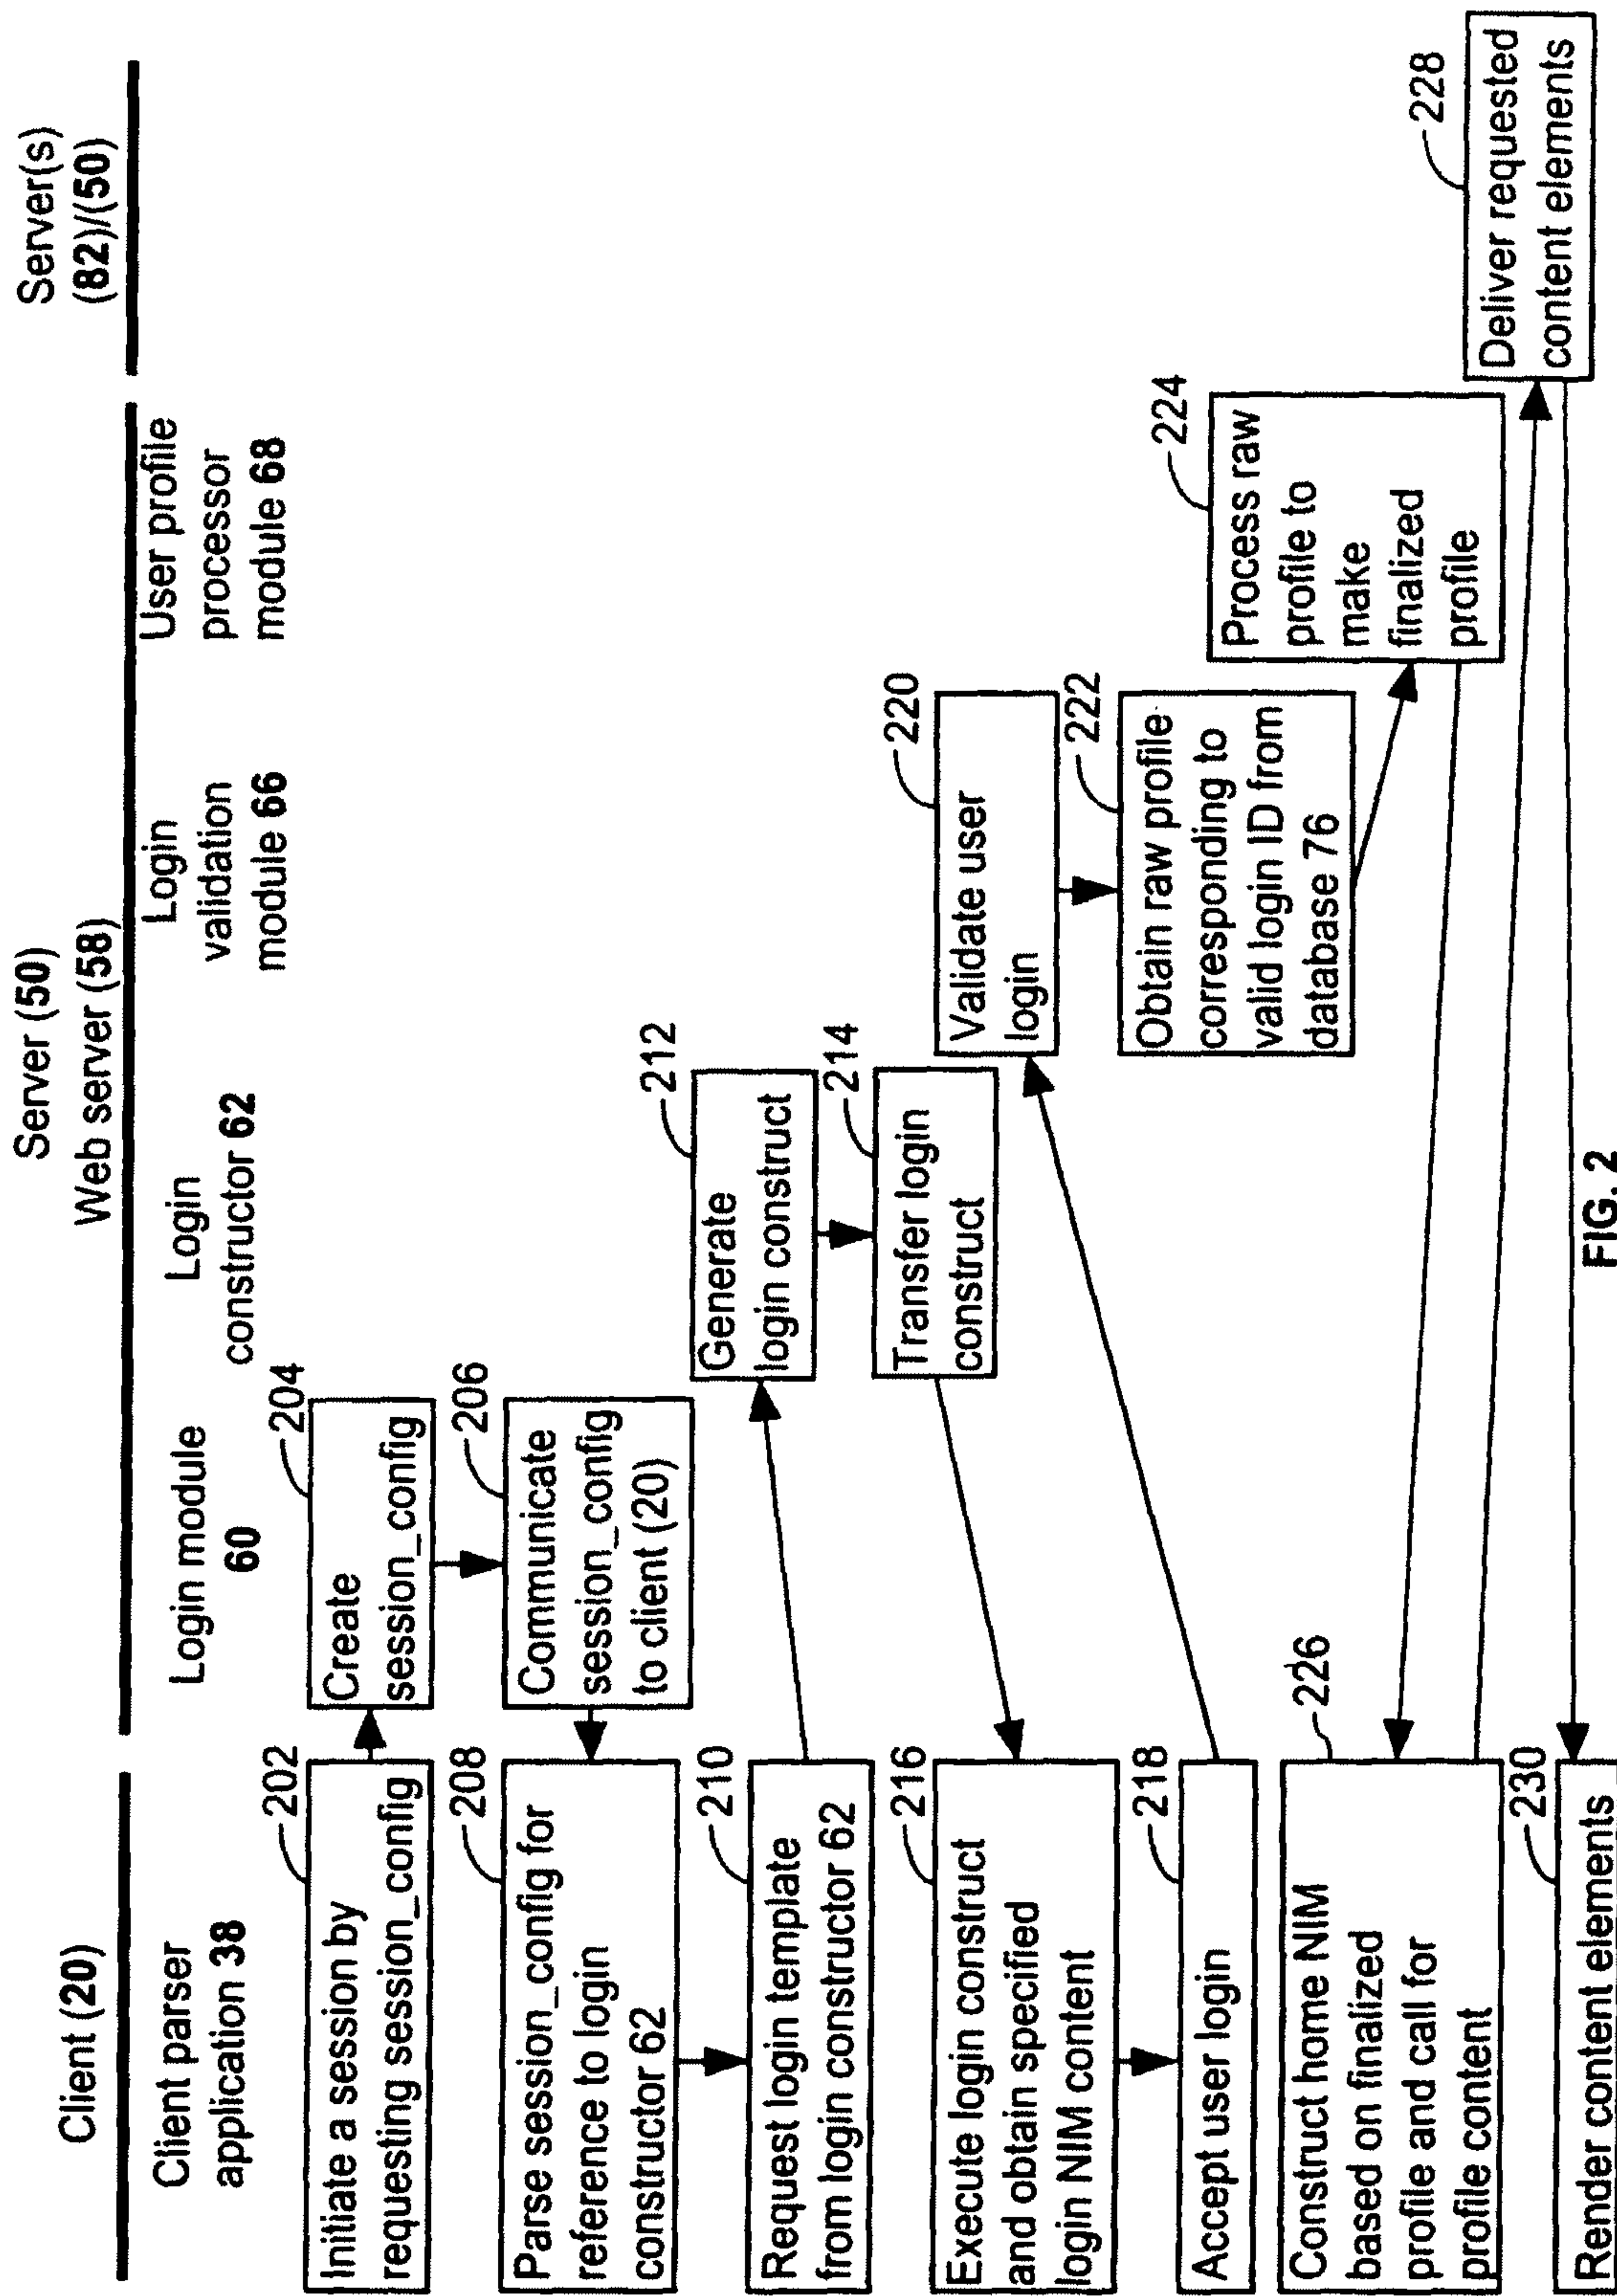 Client (20)
Server (50)
Web server (58)
Server(s)
(82)/(50)
Client parser
application 38
Login module
60
Login
constructor 62
Login
validation
module 66
User profile
processor
module 68
202
Initiate a session by
requesting session_config
204
Create
session_config
206
Communicate
session_config
to client (20)
208
Parse session_config for
reference to login
constructor 62
210
Request login template
from login constructor 62
212
Generate
login construct
214
Transfer login
construct
216
Execute login construct
and obtain specified
login NIM content
218
Accept user login
220
Validate user
login
222
Obtain raw profile
corresponding to
valid login ID from
database 76
224
Process raw
profile to
make
finalized
profile
226
Construct home NIM
based on finalized
profile and call for
profile content
228
Deliver requested
content elements
230
Render content elements
FIG. 2